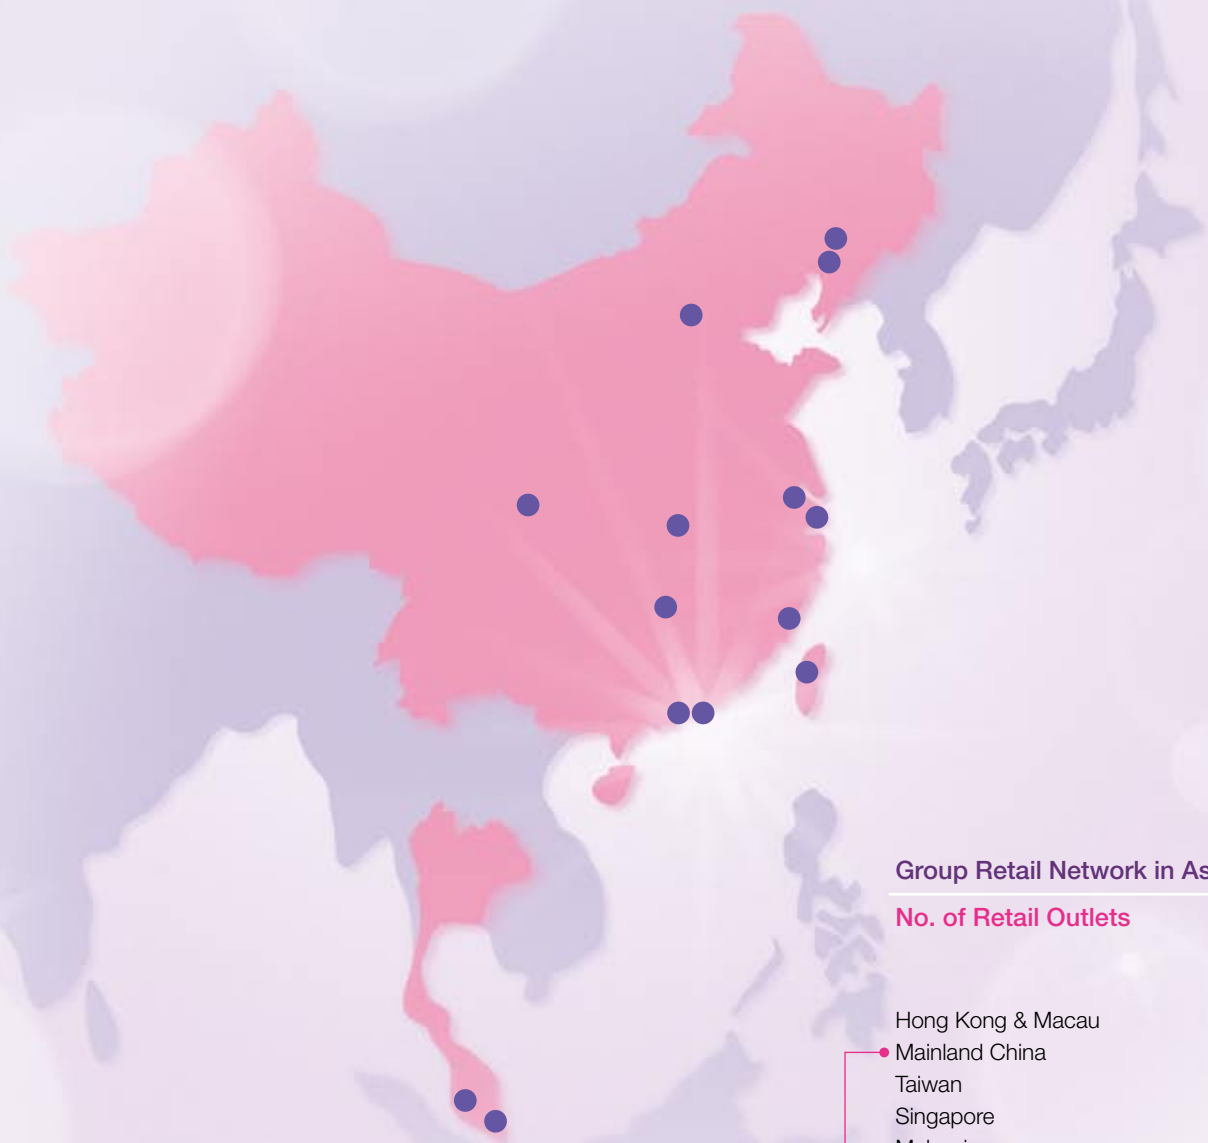 Group Retail Network in As
No. of Retail Outlets
Hong Kong & Macau
Mainland China
Taiwan
Singapore